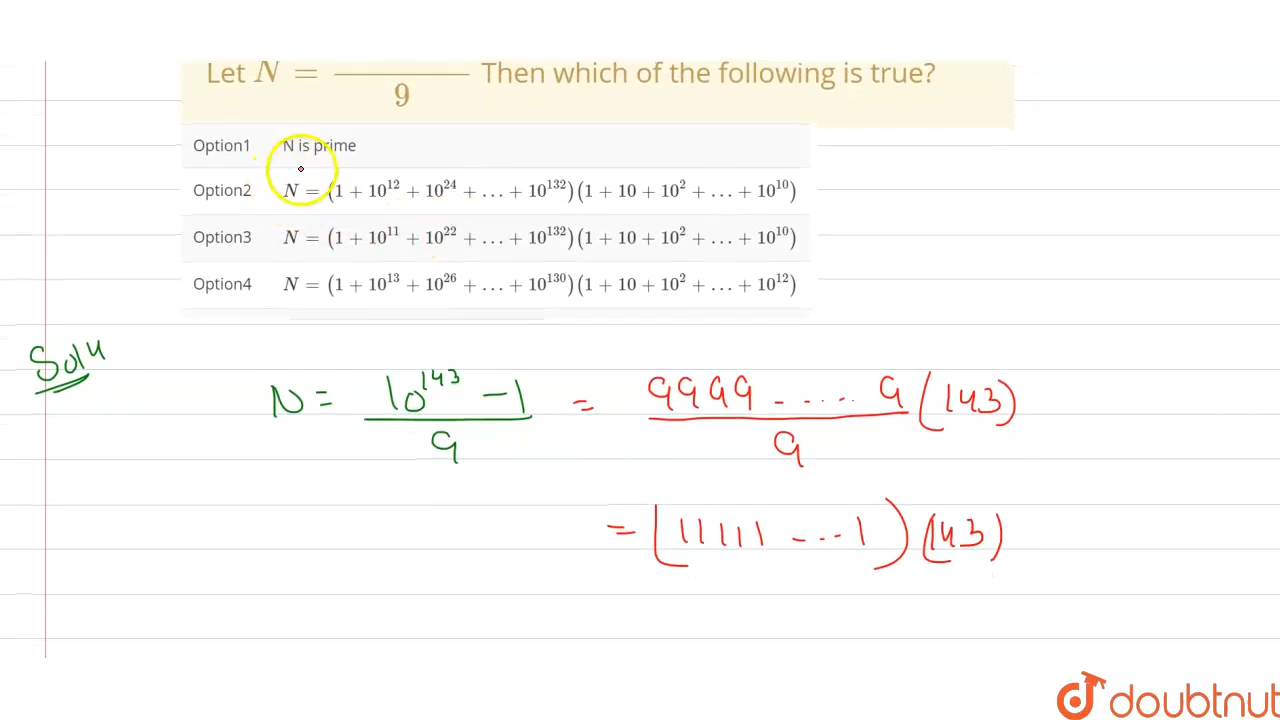 Let N = ――― / 9 Then which of the following is true?
Option1 N is prime
Option2 N = (1 + 10^12 + 10^24 + … + 10^132)(1 + 10 + 10^2 + … + 10^10)
Option3 N = (1 + 10^11 + 10^22 + … + 10^132)(1 + 10 + 10^2 + … + 10^10)
Option4 N = (1 + 10^13 + 10^26 + … + 10^130)(1 + 10 + 10^2 + … + 10^12)
Soln
N = (10^143 - 1) / 9 = 9999 ----- 9 (143) / 9
= (11111 ----- 1) (143)
doubtnut